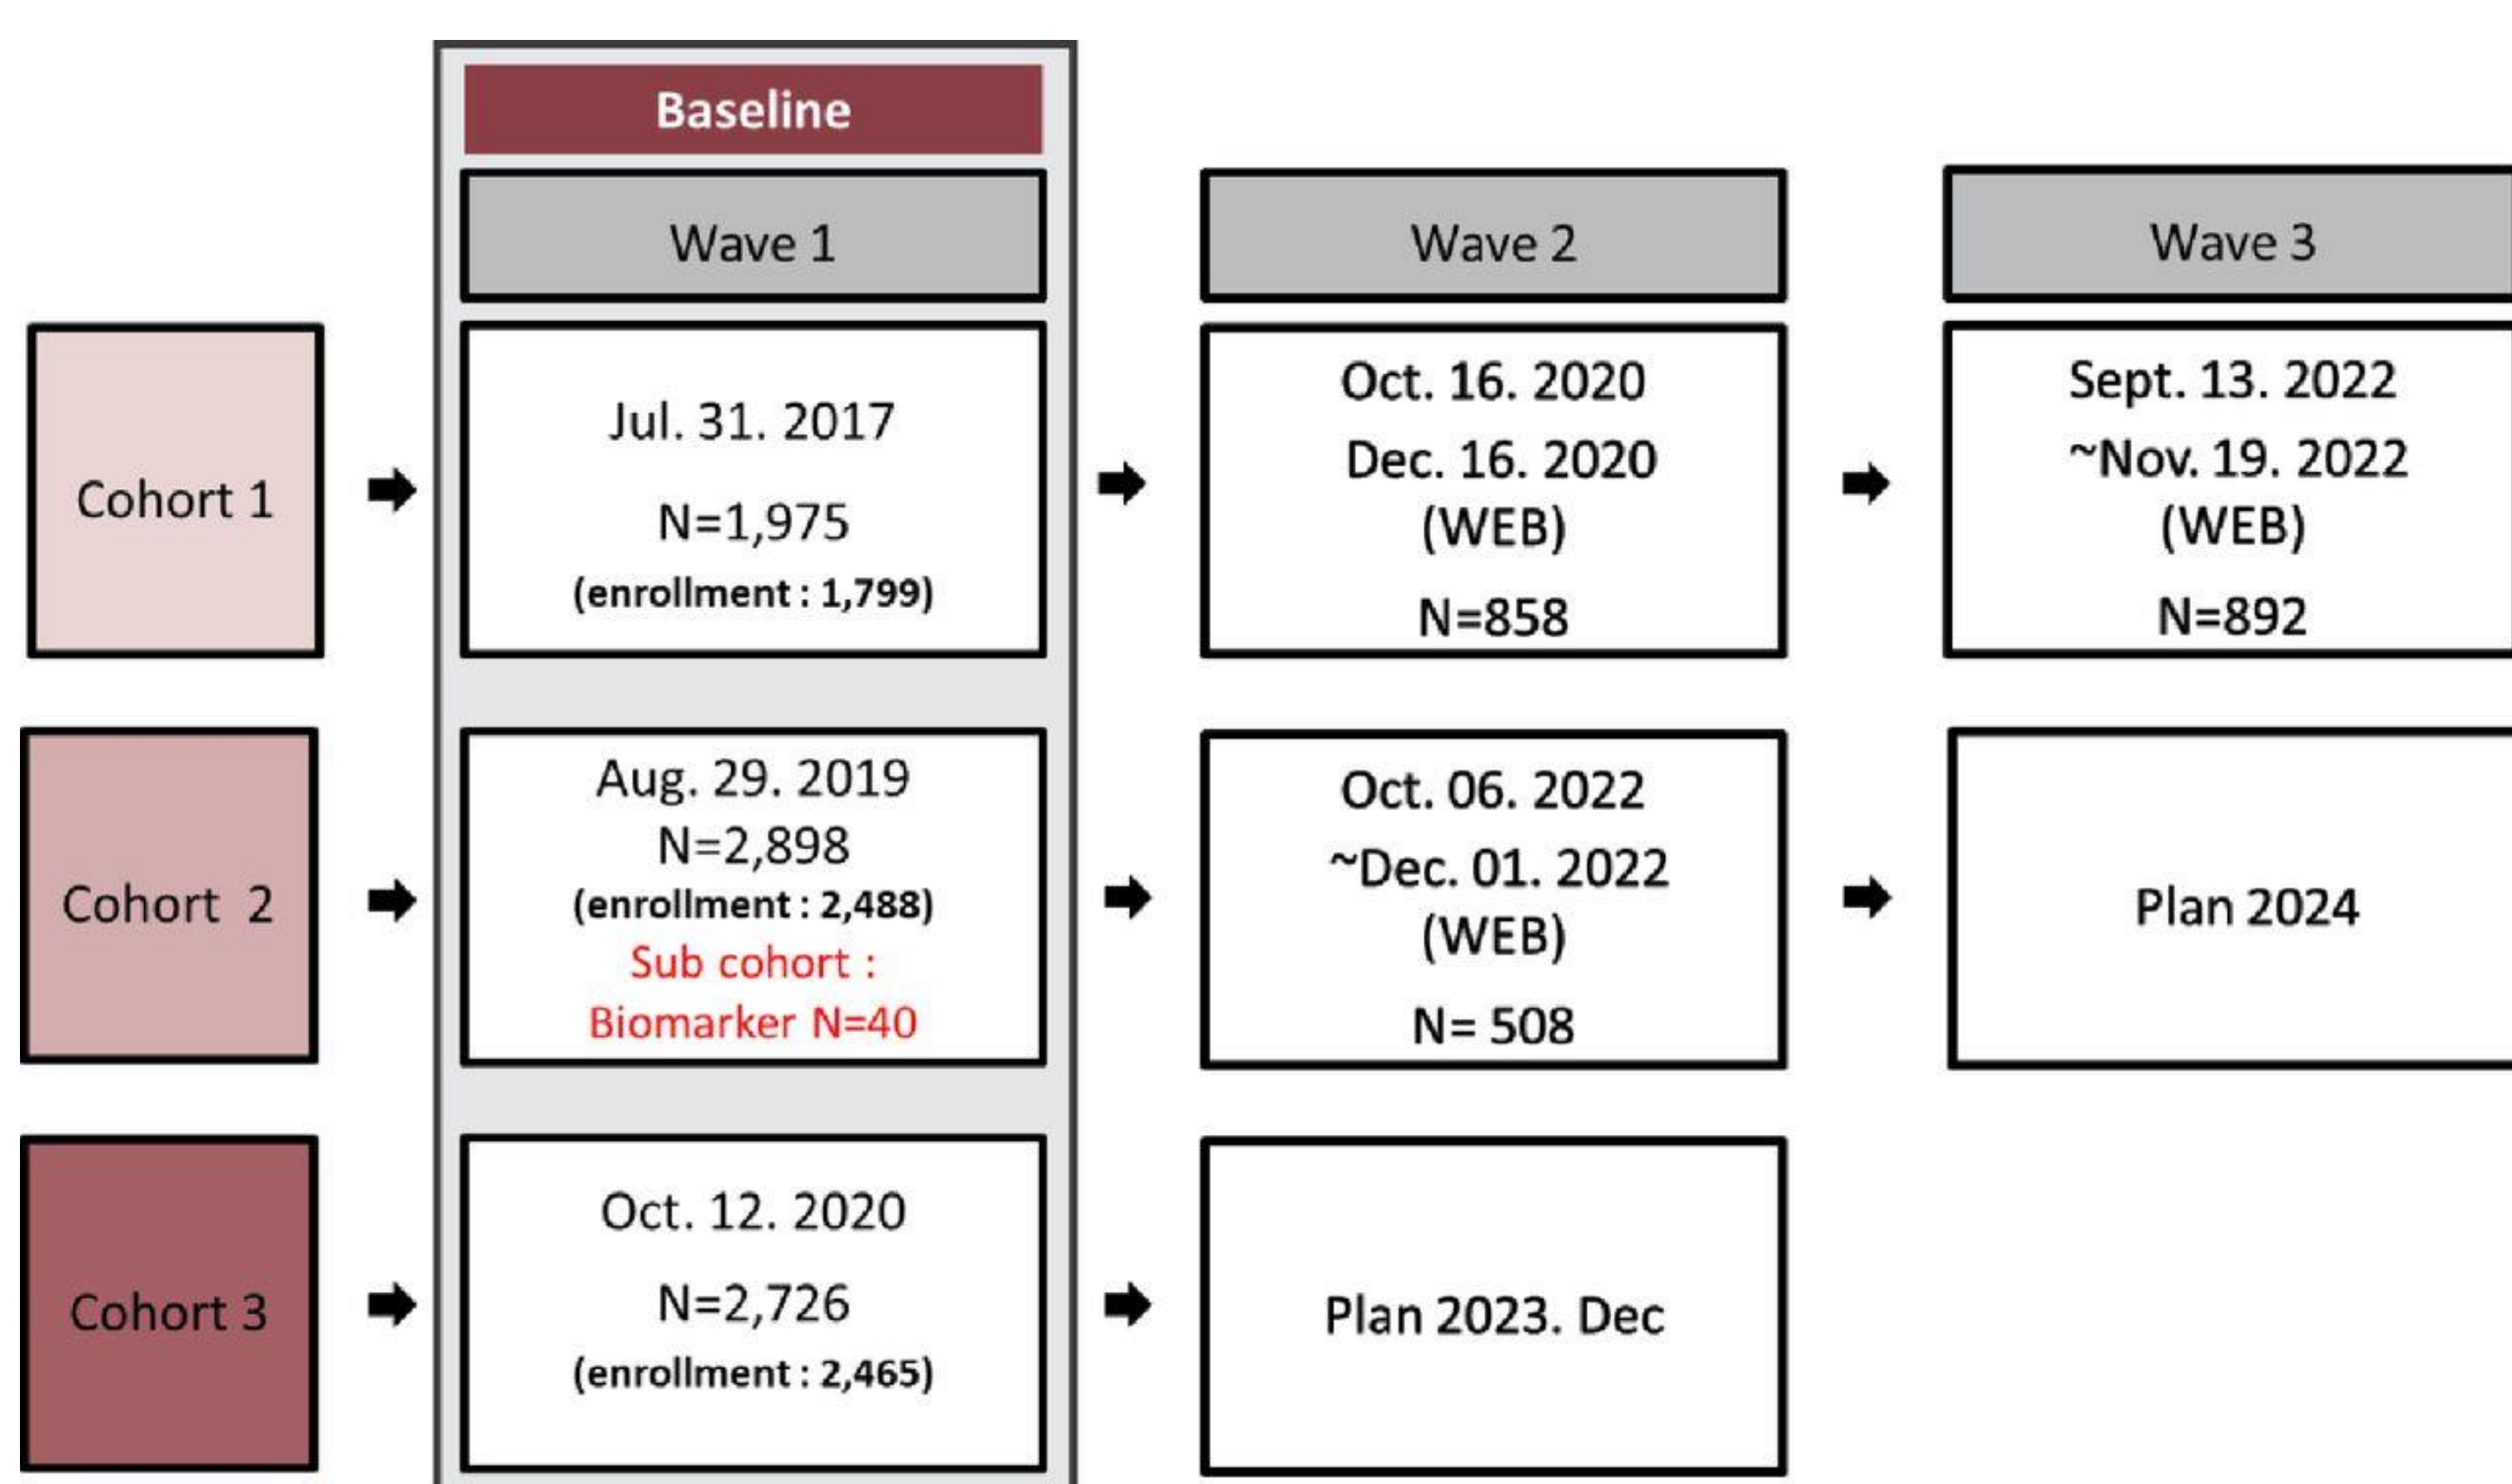 Baseline
Wave 1
Wave 2
Wave 3
Cohort 1
Jul. 31. 2017
N=1,975
(enrollment : 1,799)
Oct. 16. 2020
Dec. 16. 2020
(WEB)
N=858
Sept. 13. 2022
~Nov. 19. 2022
(WEB)
N=892
Cohort 2
Aug. 29. 2019
N=2,898
(enrollment : 2,488)
Sub cohort :
Biomarker N=40
Oct. 06. 2022
~Dec. 01. 2022
(WEB)
N= 508
Plan 2024
Cohort 3
Oct. 12. 2020
N=2,726
(enrollment : 2,465)
Plan 2023. Dec